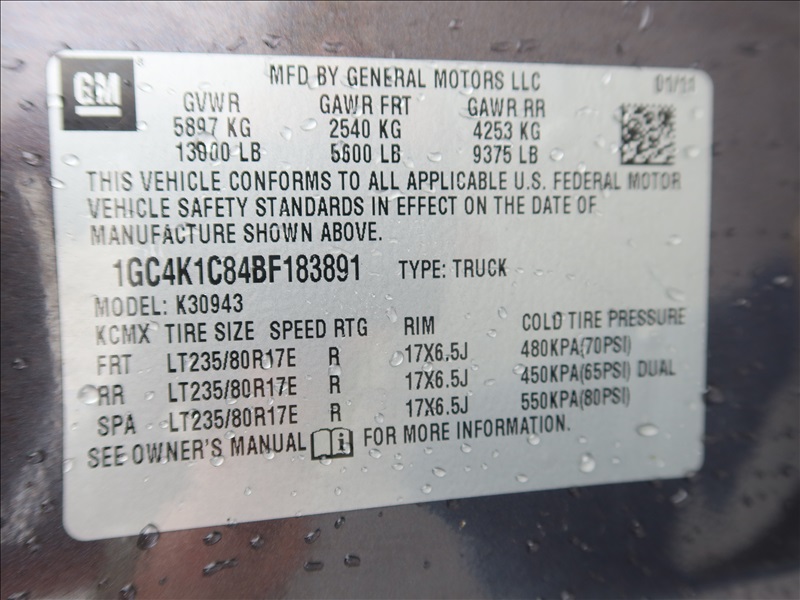 GM
MFD BY GENERAL MOTORS LLC 01/11
GVWR GAWR FRT GAWR RR
5897 KG 2540 KG 4253 KG
13000 LB 5600 LB 9375 LB
THIS VEHICLE CONFORMS TO ALL APPLICABLE U.S. FEDERAL MOTOR
VEHICLE SAFETY STANDARDS IN EFFECT ON THE DATE OF
MANUFACTURE SHOWN ABOVE.
1GC4K1C84BF183891 TYPE: TRUCK
MODEL: K30943
KCMX TIRE SIZE SPEED RTG RIM COLD TIRE PRESSURE
FRT LT235/80R17E R 17X6.5J 480KPA(70PSI)
RR LT235/80R17E R 17X6.5J 450KPA(65PSI) DUAL
SPA LT235/80R17E R 17X6.5J 550KPA(80PSI)
SEE OWNER'S MANUAL i FOR MORE INFORMATION.